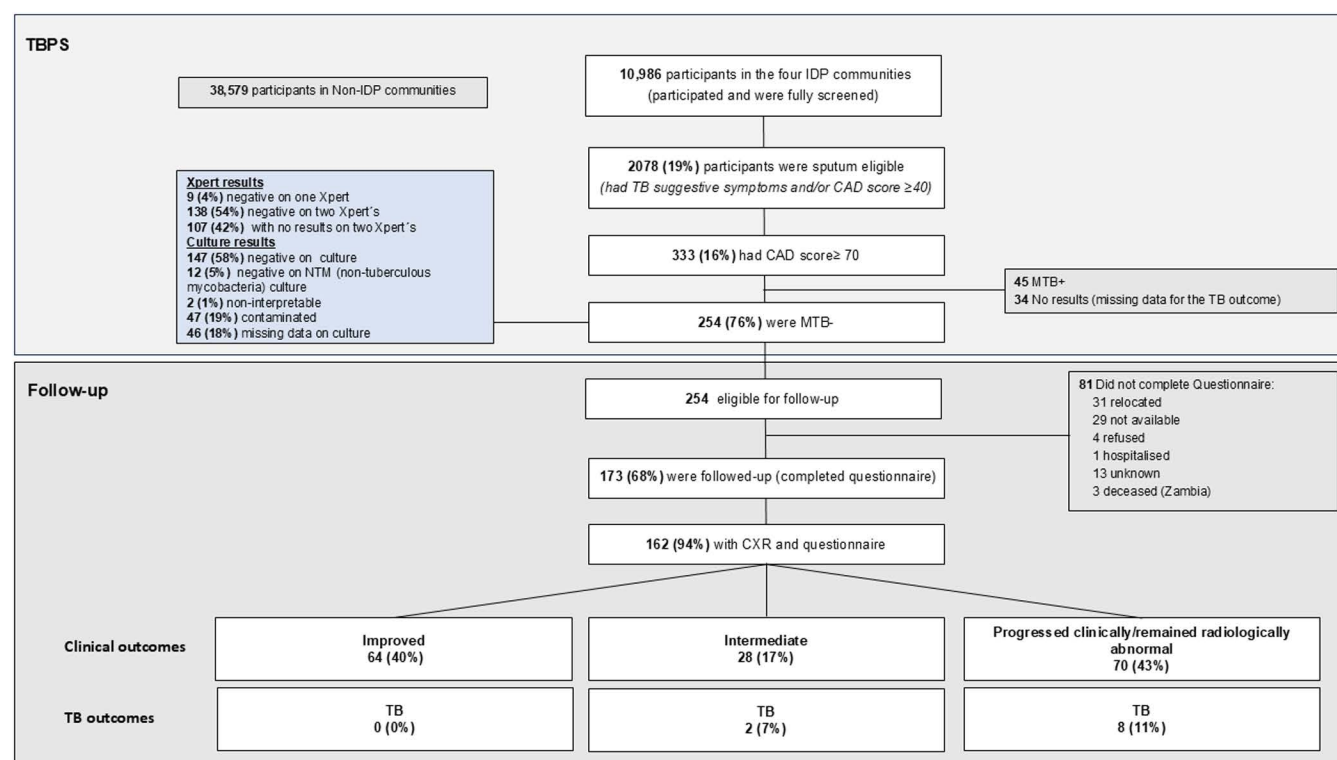 TBPS
38,579 participants in Non-IDP communities
10,986 participants in the four IDP communities
(participated and were fully screened)
2078 (19%) participants were sputum eligible
(had TB suggestive symptoms and/or CAD score ≥40)
Xpert results
9 (4%) negative on one Xpert
138 (54%) negative on two Xpert´s
107 (42%) with no results on two Xpert´s
Culture results
147 (58%) negative on culture
12 (5%) negative on NTM (non-tuberculous
mycobacteria) culture
2 (1%) non-interpretable
47 (19%) contaminated
46 (18%) missing data on culture
333 (16%) had CAD score≥ 70
45 MTB+
34 No results (missing data for the TB outcome)
254 (76%) were MTB-
Follow-up
254 eligible for follow-up
81 Did not complete Questionnaire:
31 relocated
29 not available
4 refused
1 hospitalised
13 unknown
3 deceased (Zambia)
173 (68%) were followed-up (completed questionnaire)
162 (94%) with CXR and questionnaire
Clinical outcomes
Improved
64 (40%)
Intermediate
28 (17%)
Progressed clinically/remained radiologically
abnormal
70 (43%)
TB outcomes
TB
0 (0%)
TB
2 (7%)
TB
8 (11%)